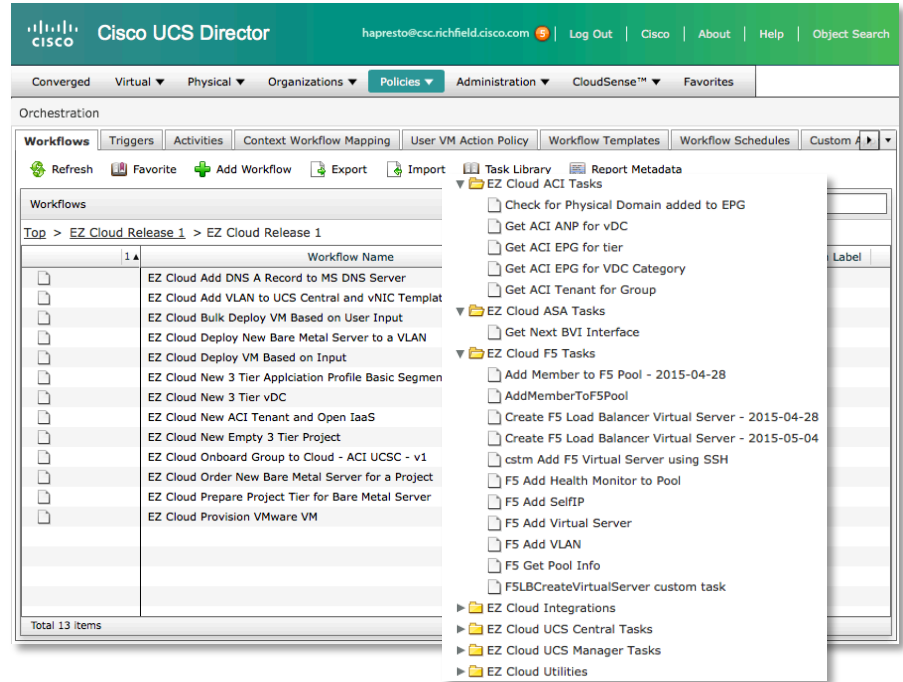 CISCO
Cisco UCS Director
hapresto@csc.richfield.cisco.com 5 | Log Out | Cisco | About | Help | Object Search
Converged Virtual ▼ Physical ▼ Organizations ▼ Policies ▼ Administration ▼ CloudSense™ ▼ Favorites
Orchestration
Workflows Triggers Activities Context Workflow Mapping User VM Action Policy Workflow Templates Workflow Schedules Custom A
Refresh Favorite Add Workflow Export Import Task Library Report Metadata
Workflows
Top > EZ Cloud Release 1 > EZ Cloud Release 1
1▲ Workflow Name Label
EZ Cloud Add DNS A Record to MS DNS Server
EZ Cloud Add VLAN to UCS Central and vNIC Templat
EZ Cloud Bulk Deploy VM Based on User Input
EZ Cloud Deploy New Bare Metal Server to a VLAN
EZ Cloud Deploy VM Based on Input
EZ Cloud New 3 Tier Applciation Profile Basic Segmen
EZ Cloud New 3 Tier vDC
EZ Cloud New ACI Tenant and Open IaaS
EZ Cloud New Empty 3 Tier Project
EZ Cloud Onboard Group to Cloud - ACI UCSC - v1
EZ Cloud Order New Bare Metal Server for a Project
EZ Cloud Prepare Project Tier for Bare Metal Server
EZ Cloud Provision VMware VM
Total 13 items
EZ Cloud ACI Tasks
Check for Physical Domain added to EPG
Get ACI ANP for vDC
Get ACI EPG for tier
Get ACI EPG for VDC Category
Get ACI Tenant for Group
EZ Cloud ASA Tasks
Get Next BVI Interface
EZ Cloud F5 Tasks
Add Member to F5 Pool - 2015-04-28
AddMemberToF5Pool
Create F5 Load Balancer Virtual Server - 2015-04-28
Create F5 Load Balancer Virtual Server - 2015-05-04
cstm Add F5 Virtual Server using SSH
F5 Add Health Monitor to Pool
F5 Add SelfIP
F5 Add Virtual Server
F5 Add VLAN
F5 Get Pool Info
F5LBCreateVirtualServer custom task
EZ Cloud Integrations
EZ Cloud UCS Central Tasks
EZ Cloud UCS Manager Tasks
EZ Cloud Utilities